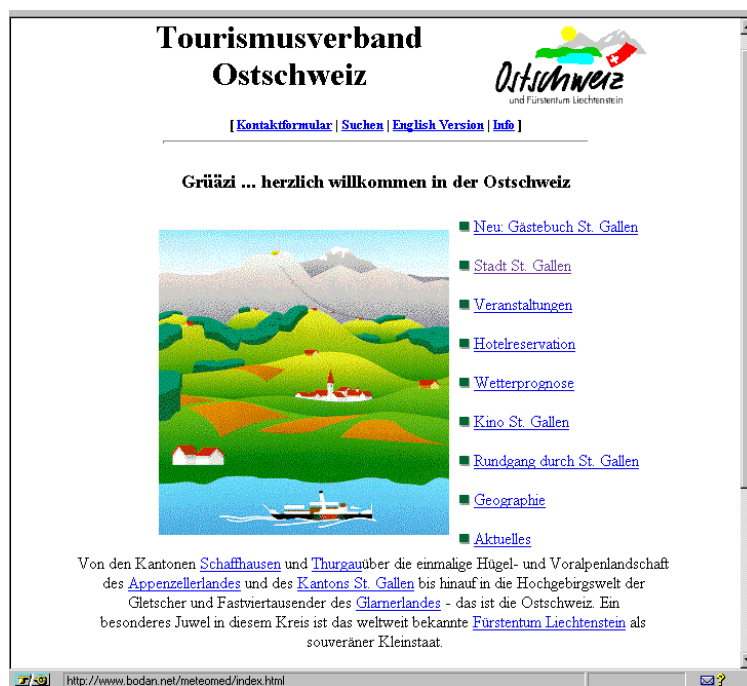 Tourismusverband
Ostschweiz
Ostschweiz
und Fürstentum Liechtenstein
[ Kontaktformular | Suchen | English Version | Info ]
Grüäzi ... herzlich willkommen in der Ostschweiz
Neu: Gästebuch St. Gallen
Stadt St. Gallen
Veranstaltungen
Hotelreservation
Wetterprognose
Kino St. Gallen
Rundgang durch St. Gallen
Geographie
Aktuelles
Von den Kantonen Schaffhausen und Thurgauüber die einmalige Hügel- und Voralpenlandschaft
des Appenzellerlandes und des Kantons St. Gallen bis hinauf in die Hochgebirgswelt der
Gletscher und Fastviertausender des Glarnerlandes - das ist die Ostschweiz. Ein
besonderes Juwel in diesem Kreis ist das weltweit bekannte Fürstentum Liechtenstein als
souveräner Kleinstaat.
http://www.bodan.net/meteomed/index.html